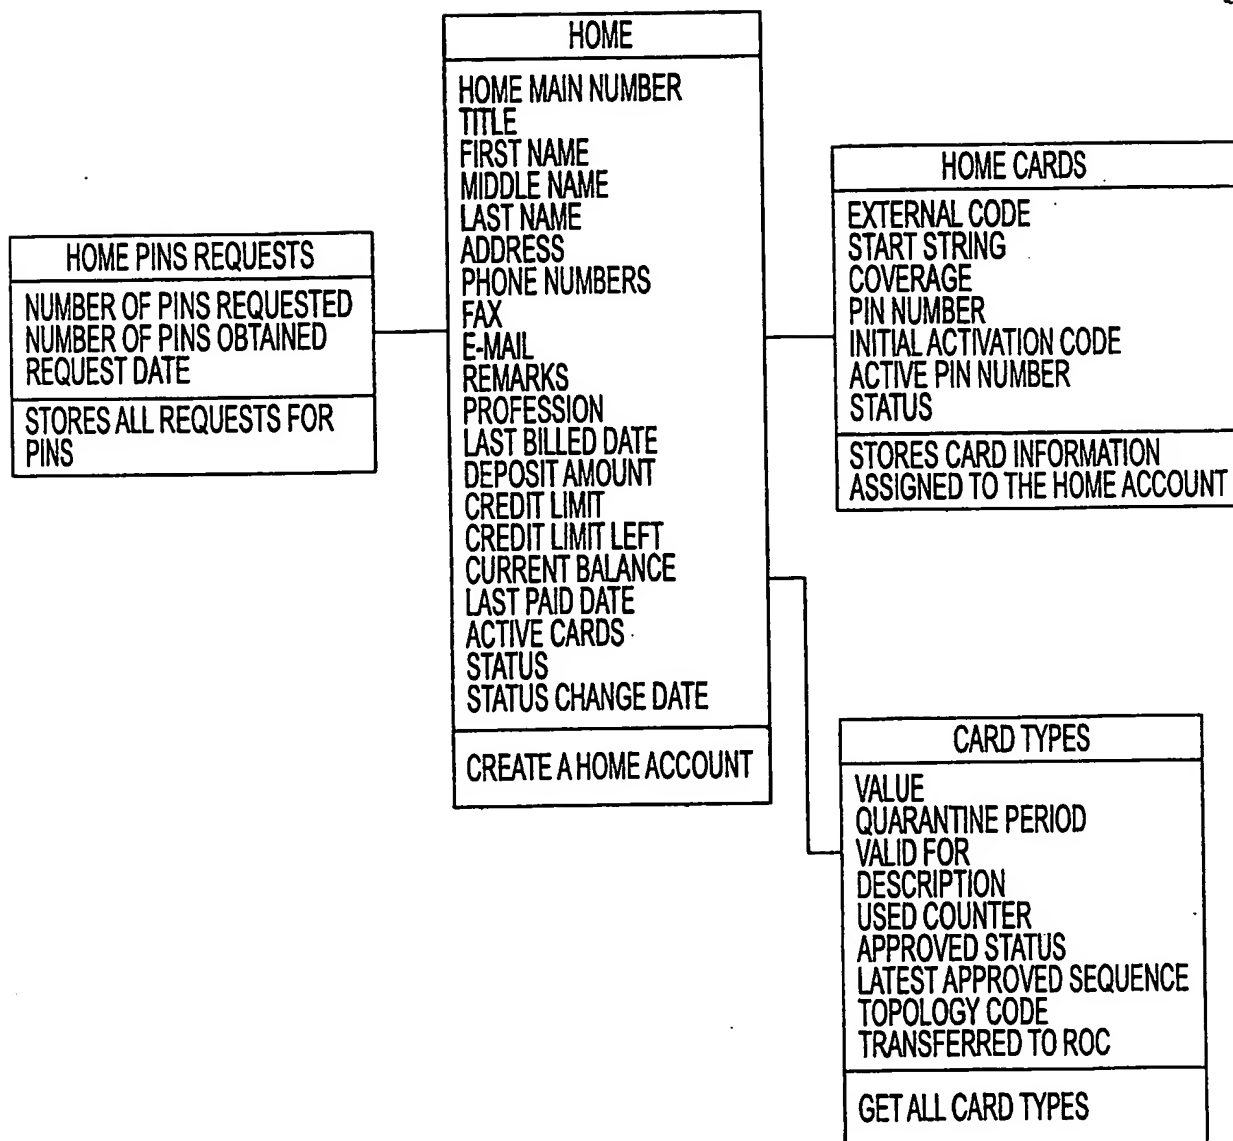 HOME
HOME MAIN NUMBER
TITLE
FIRST NAME
MIDDLE NAME
LAST NAME
ADDRESS
PHONE NUMBERS
FAX
E-MAIL
REMARKS
PROFESSION
LAST BILLED DATE
DEPOSIT AMOUNT
CREDIT LIMIT
CREDIT LIMIT LEFT
CURRENT BALANCE
LAST PAID DATE
ACTIVE CARDS
STATUS
STATUS CHANGE DATE
CREATE A HOME ACCOUNT
HOME PINS REQUESTS
NUMBER OF PINS REQUESTED
NUMBER OF PINS OBTAINED
REQUEST DATE
STORES ALL REQUESTS FOR
PINS
HOME CARDS
EXTERNAL CODE
START STRING
COVERAGE
PIN NUMBER
INITIAL ACTIVATION CODE
ACTIVE PIN NUMBER
STATUS
STORES CARD INFORMATION
ASSIGNED TO THE HOME ACCOUNT
CARD TYPES
VALUE
QUARANTINE PERIOD
VALID FOR
DESCRIPTION
USED COUNTER
APPROVED STATUS
LATEST APPROVED SEQUENCE
TOPOLOGY CODE
TRANSFERRED TO ROC
GET ALL CARD TYPES